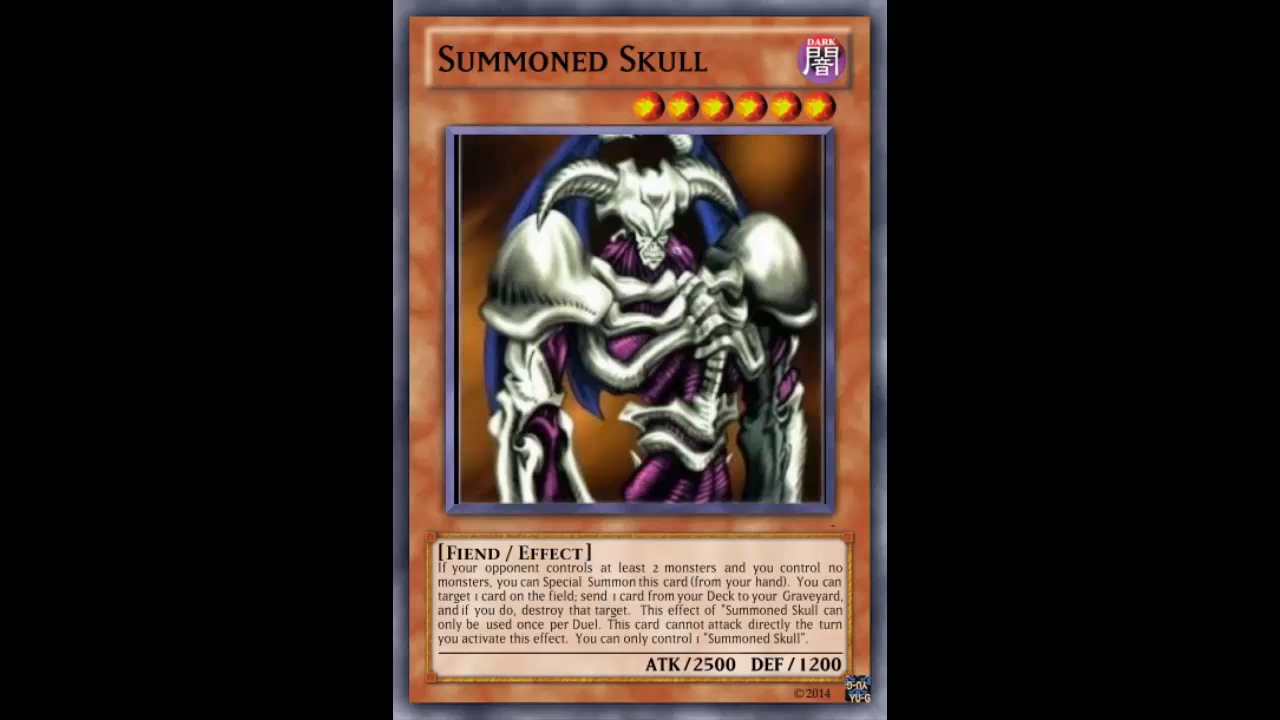 SUMMONED SKULL
DARK
闇
[FIEND / EFFECT]
If your opponent controls at least 2 monsters and you control no
monsters, you can Special Summon this card (from your hand). You can
target 1 card on the field; send 1 card from your Deck to your Graveyard,
and if you do, destroy that target. This effect of "Summoned Skull can
only be used once per Duel. This card cannot attack directly the turn
you activate this effect. You can only control 1 "Summoned Skull".
ATK/2500 DEF/1200
©2014
YU-G
YU-G